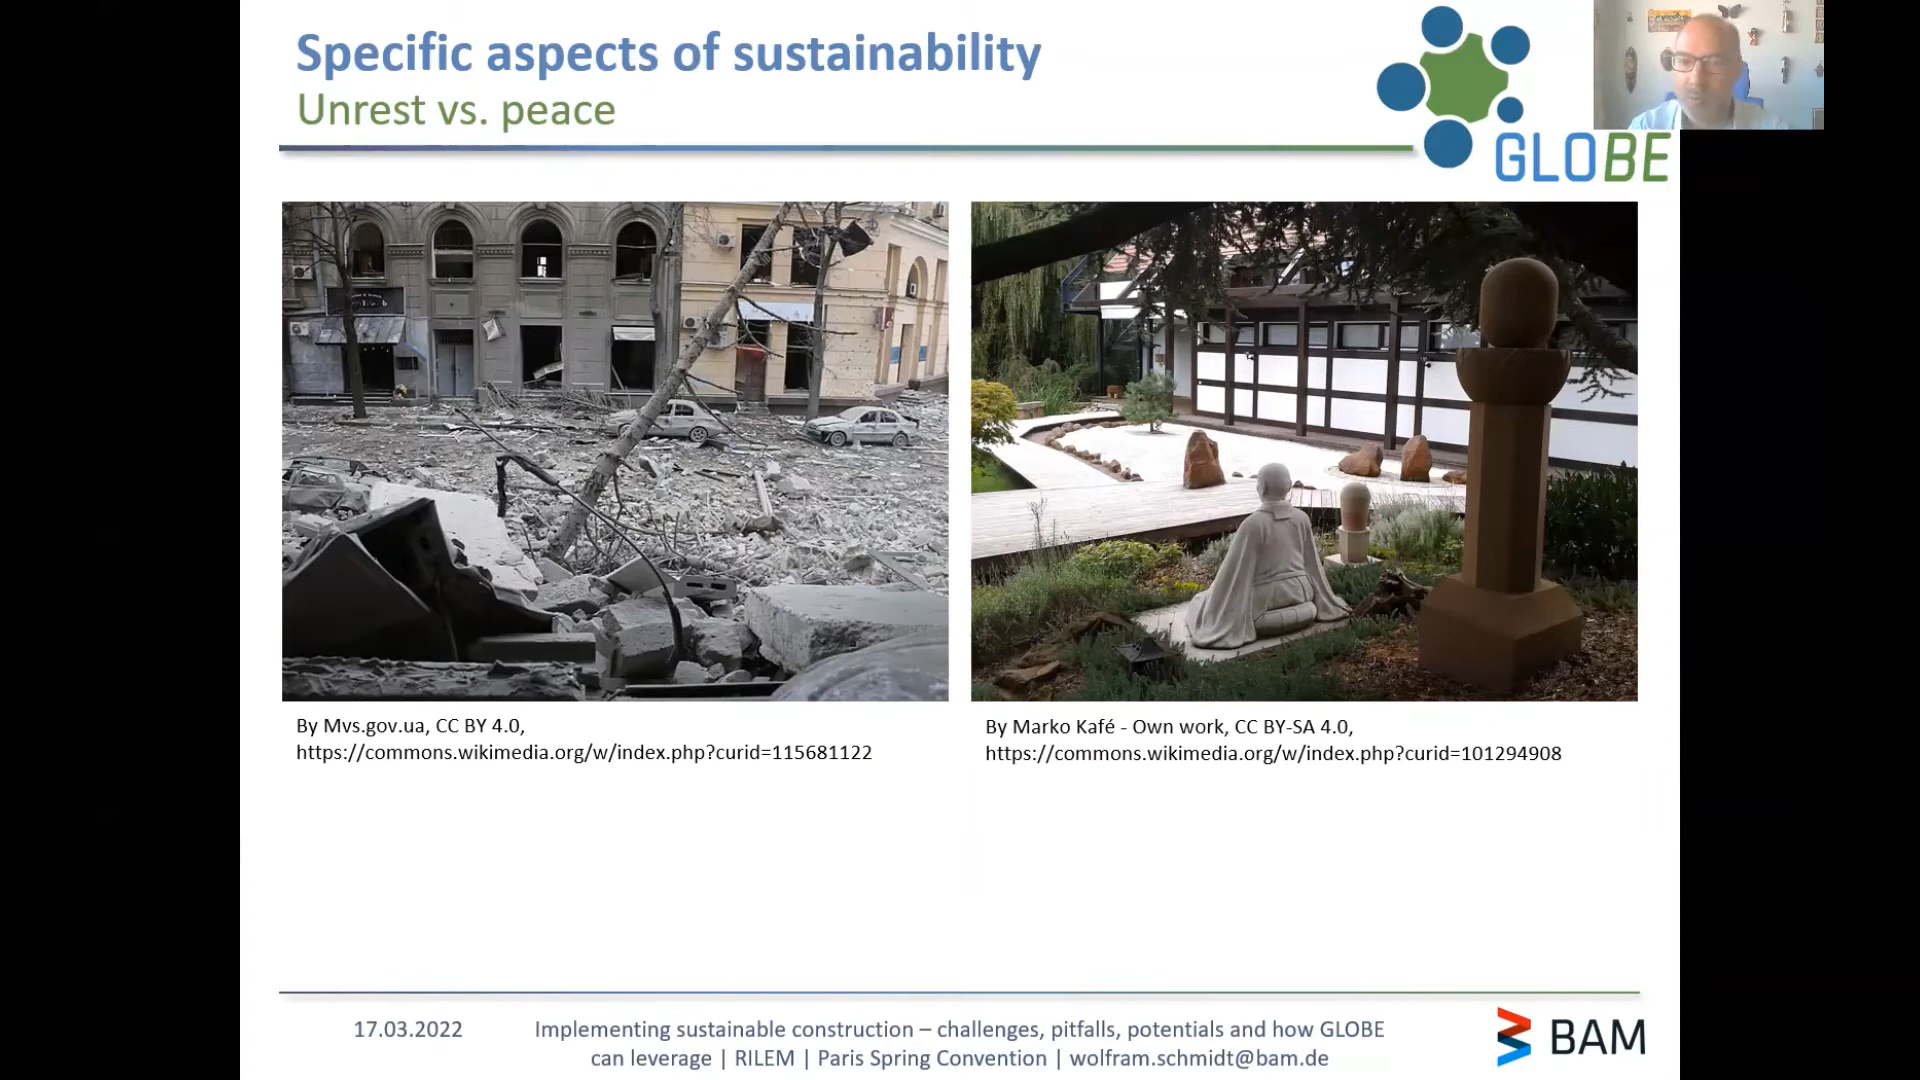 Specific aspects of sustainability
Unrest vs. peace
GLOBE
By Mvs.gov.ua, CC BY 4.0,
https://commons.wikimedia.org/w/index.php?curid=115681122
By Marko Kafé - Own work, CC BY-SA 4.0,
https://commons.wikimedia.org/w/index.php?curid=101294908
17.03.2022
Implementing sustainable construction – challenges, pitfalls, potentials and how GLOBE
can leverage | RILEM | Paris Spring Convention | wolfram.schmidt@bam.de
BAM